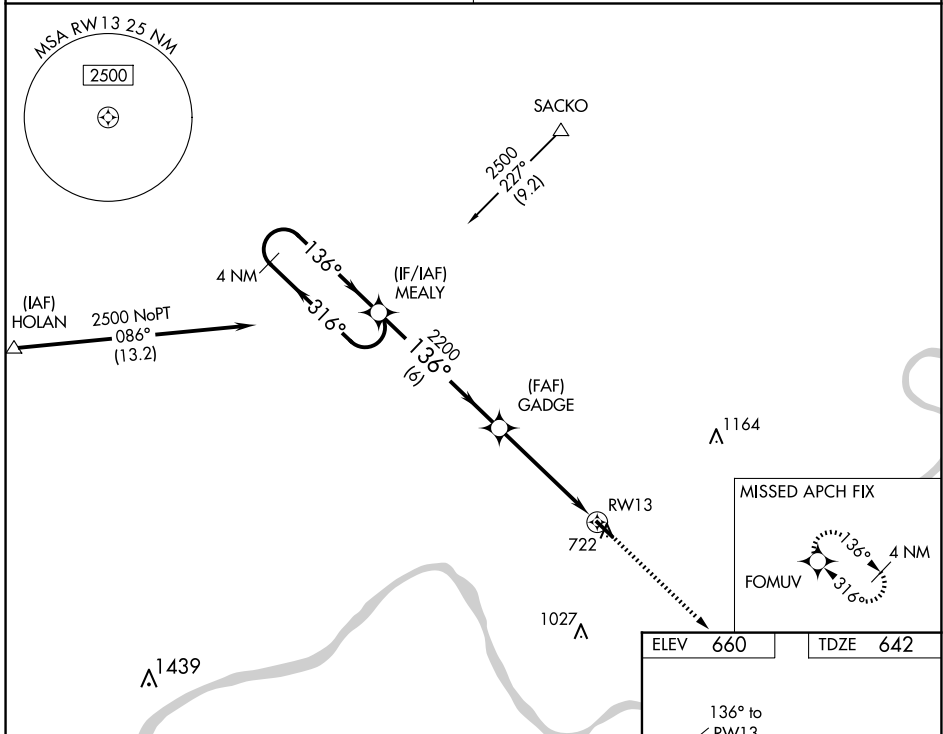 MSA RW13 25 NM
2500
SACKO
2500
227°
(9.2)
136°
4 NM
316°
(IF/IAF)
MEALY
(IAF)
HOLAN
2500 NoPT
086°
(13.2)
2200
136°
(6)
(FAF)
GADGE
1164
RW13
722
MISSED APCH FIX
136°
4 NM
FOMUV
316°
1027
1439
ELEV 660
TDZE 642
136° to
RW13